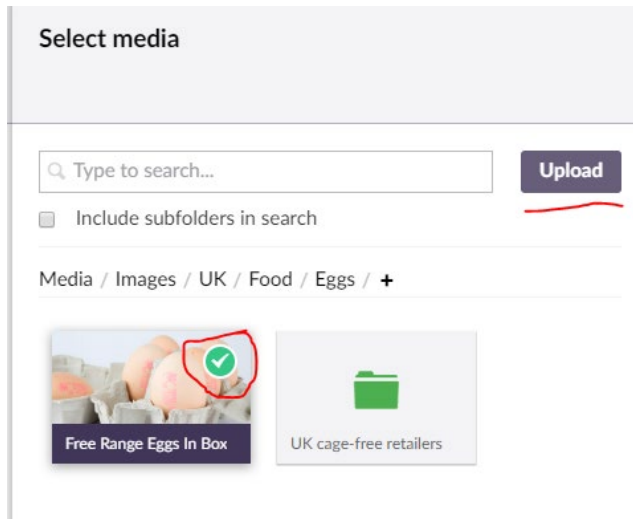 Select media
Type to search...
Upload
Include subfolders in search
Media / Images / UK / Food / Eggs / +
Free Range Eggs In Box
UK cage-free retailers